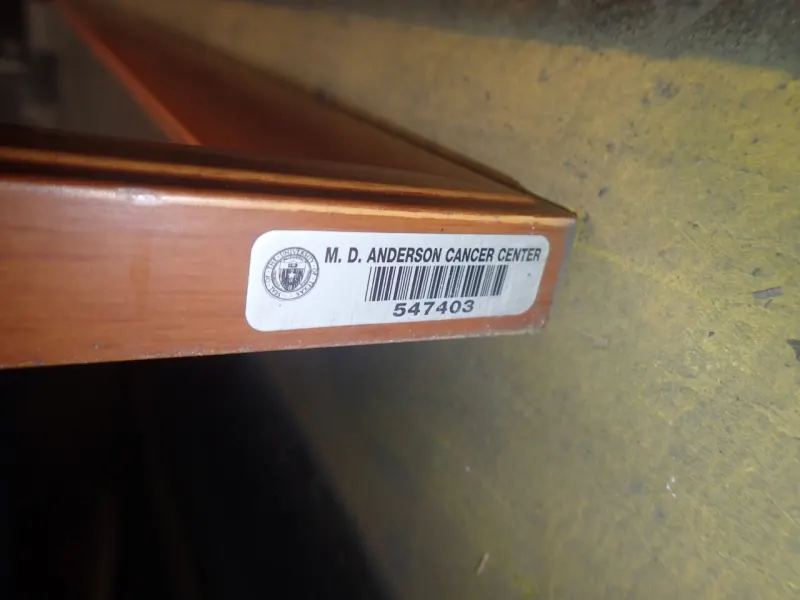 M. D. ANDERSON CANCER CENTER
547403